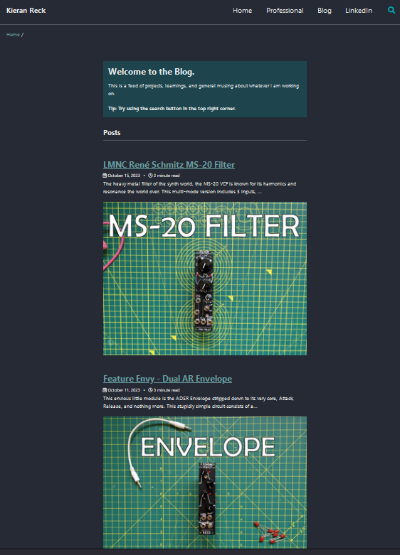 Kieran Reck
Home Professional Blog LinkedIn
Home /
Welcome to the Blog.
This is a feed of projects, learnings, and general musing about whatever I am working
on.
Tip: Try using the search button in the top right corner.
Posts
LMNC René Schmitz MS-20 Filter
October 15, 2023 • 2 minute read
The heavy metal filter of the synth world, the MS-20 VCF is known for its harmonics and
resonance the world over. This multi-mode version includes 3 inputs, ...
MS-20 FILTER
Feature Envy - Dual AR Envelope
October 11, 2023 • 3 minute read
This envious little module is the ADSR Envelope stripped down to its very core, Attack,
Release, and nothing more. This stupidly simple circuit consists of a...
ENVELOPE